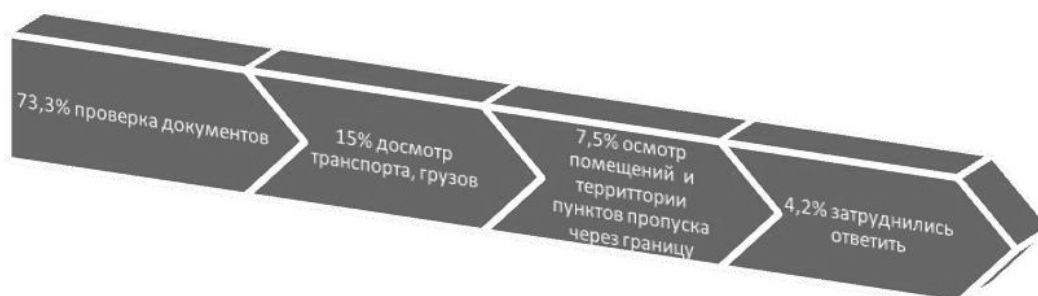 73,3% проверка документов
15% досмотр
транспорта, грузов
7,5% осмотр
помещений и
территтории
пунктов пропуска
через границу
4,2% затруднились
ответить